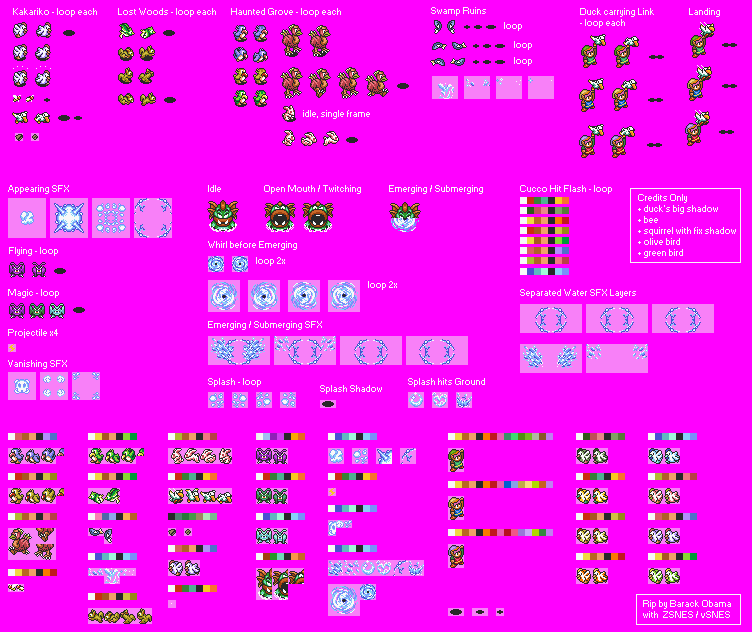 Kakariko - loop each
Lost Woods - loop each
Haunted Grove - loop each
Swamp Ruins
Duck carrying Link
- loop each
Landing
loop
loop
loop
idle, single frame
Appearing SFX
Idle
Open Mouth / Twitching
Emerging / Submerging
Cucco Hit Flash - loop
Credits Only
+ duck's big shadow
+ bee
+ squirrel with fix shadow
+ olive bird
+ green bird
Flying - loop
Whirl before Emerging
loop 2x
Magic - loop
loop 2x
Separated Water SFX Layers
Projectile x4
Emerging / Submerging SFX
Vanishing SFX
Splash - loop
Splash Shadow
Splash hits Ground
Rip by Barack Obama
with ZSNES / vSNES